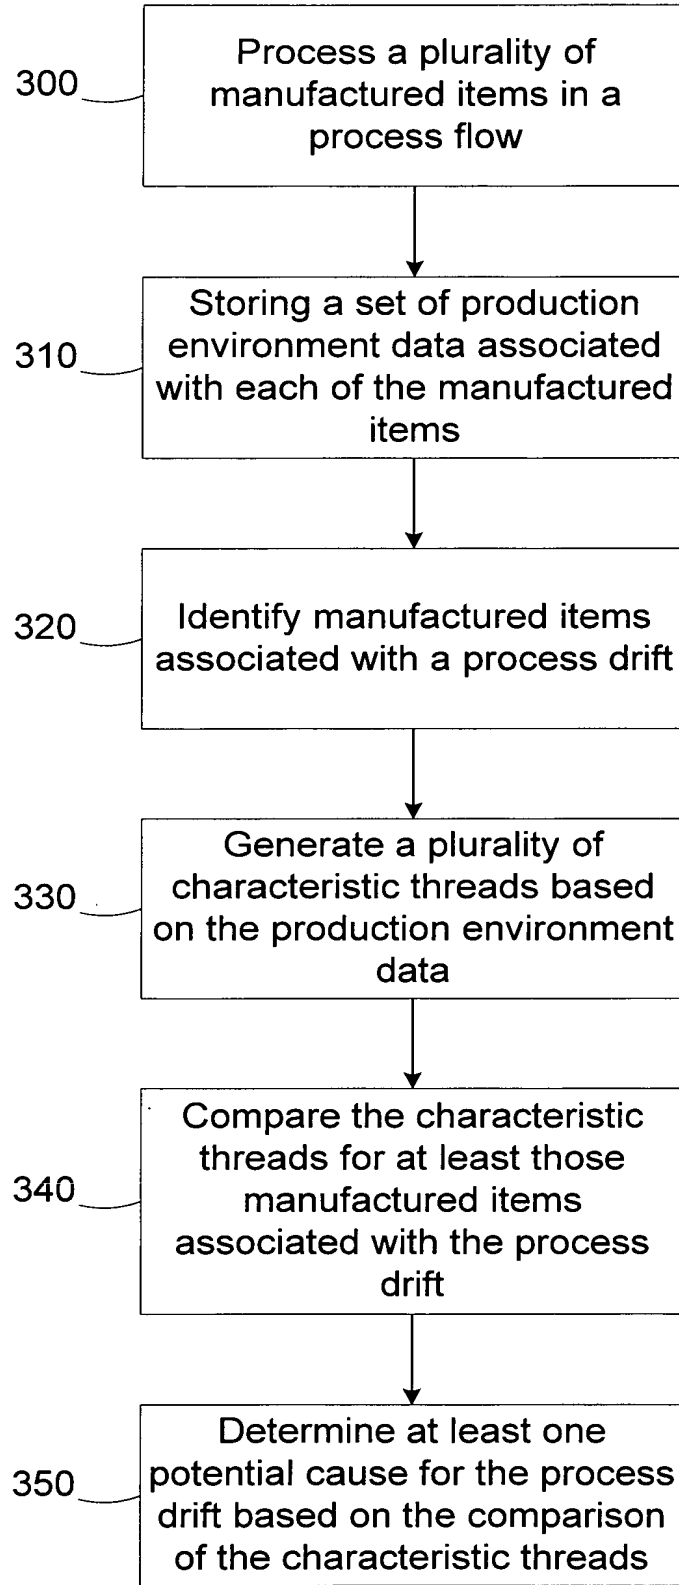 300
Process a plurality of
manufactured items in a
process flow
310
Storing a set of production
environment data associated
with each of the manufactured
items
320
Identify manufactured items
associated with a process drift
330
Generate a plurality of
characteristic threads based
on the production environment
data
340
Compare the characteristic
threads for at least those
manufactured items
associated with the process
drift
350
Determine at least one
potential cause for the process
drift based on the comparison
of the characteristic threads